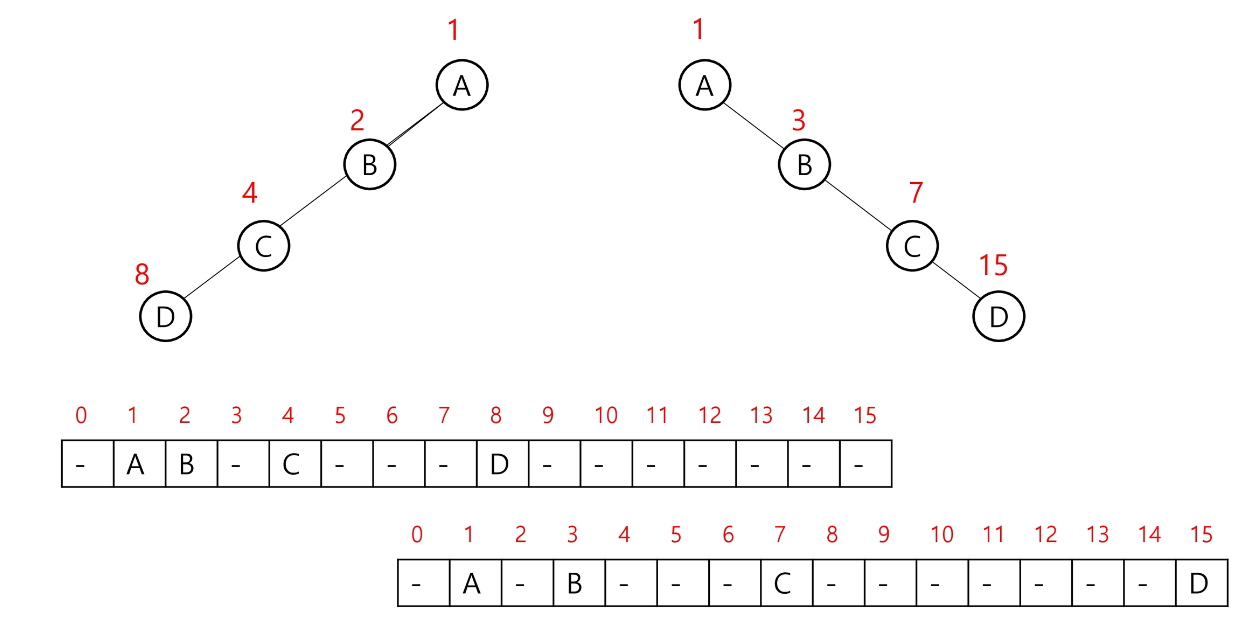 1 1
A A
2 3
B B
4 7
C C
8 15
D D
0 1 2 3 4 5 6 7 8 9 10 11 12 13 14 15
- A B - C - - - D - - - - - - -
0 1 2 3 4 5 6 7 8 9 10 11 12 13 14 15
- A - B - - - C - - - - - - - D